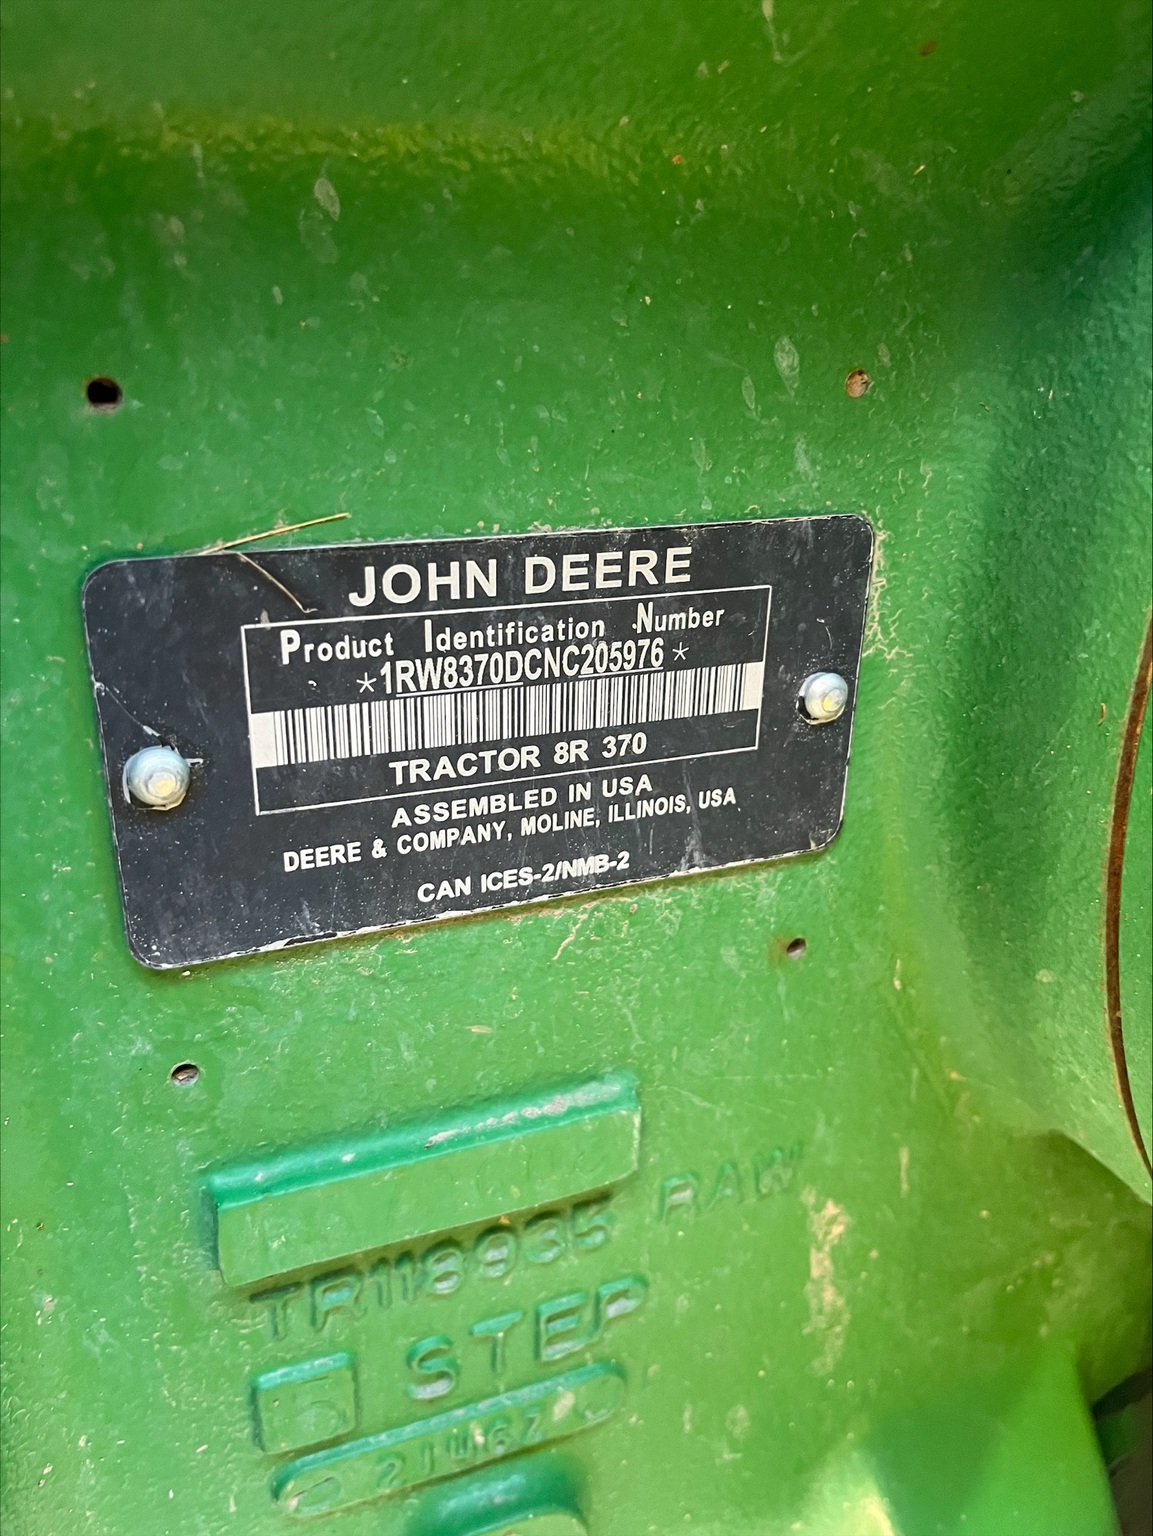 JOHN DEERE
Product Identification Number
*1RW8370DCNC205976*
TRACTOR 8R 370
ASSEMBLED IN USA
DEERE & COMPANY, MOLINE, ILLINOIS, USA
CAN ICES-2/NMB-2
TR118935 RAW
STEP